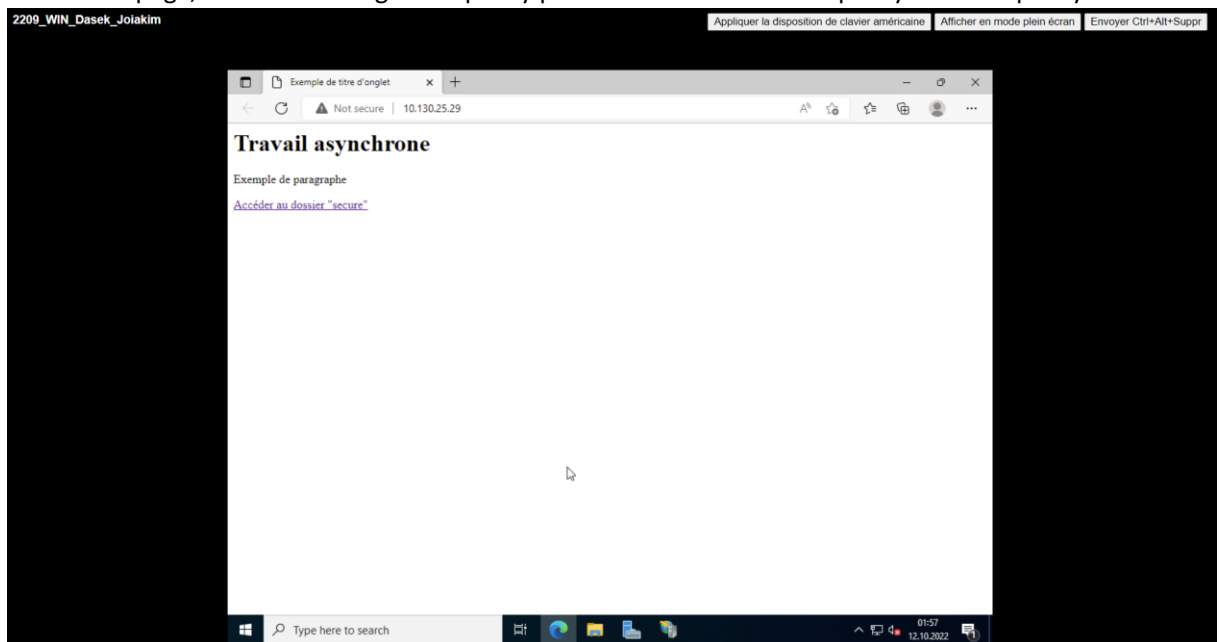 2209_WIN_Dasek_Joiakim
Appliquer la disposition de clavier américaine
Afficher en mode plein écran
Envoyer Ctrl+Alt+Suppr
Exemple de titre d'onglet
Not secure | 10.130.25.29
Travail asynchrone
Exemple de paragraphe
Accéder au dossier "secure"
Type here to search
01:57
12.10.2022